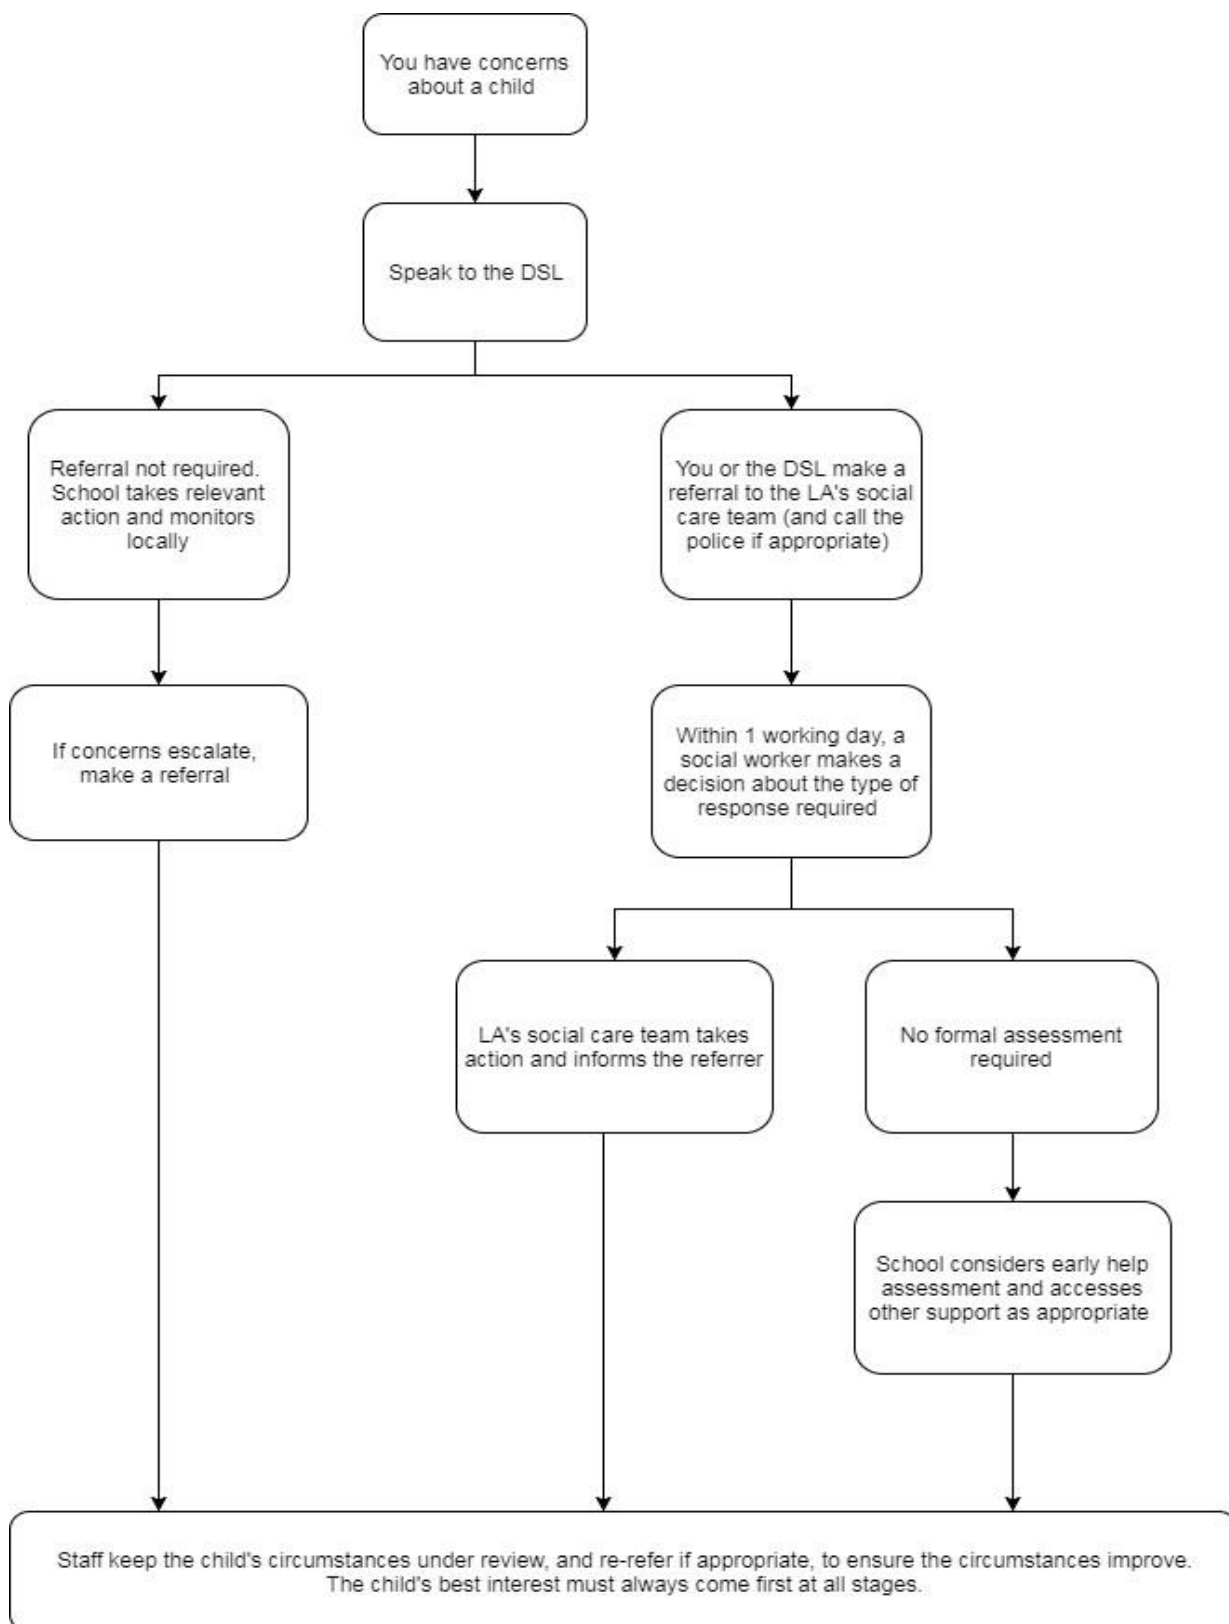 You have concerns
about a child
Speak to the DSL
Referral not required.
School takes relevant
action and monitors
locally
You or the DSL make a
referral to the LA's social
care team (and call the
police if appropriate)
If concerns escalate,
make a referral
Within 1 working day, a
social worker makes a
decision about the type of
response required
LA's social care team takes
action and informs the referrer
No formal assessment
required
School considers early help
assessment and accesses
other support as appropriate
Staff keep the child's circumstances under review, and re-refer if appropriate, to ensure the circumstances improve.
The child's best interest must always come first at all stages.